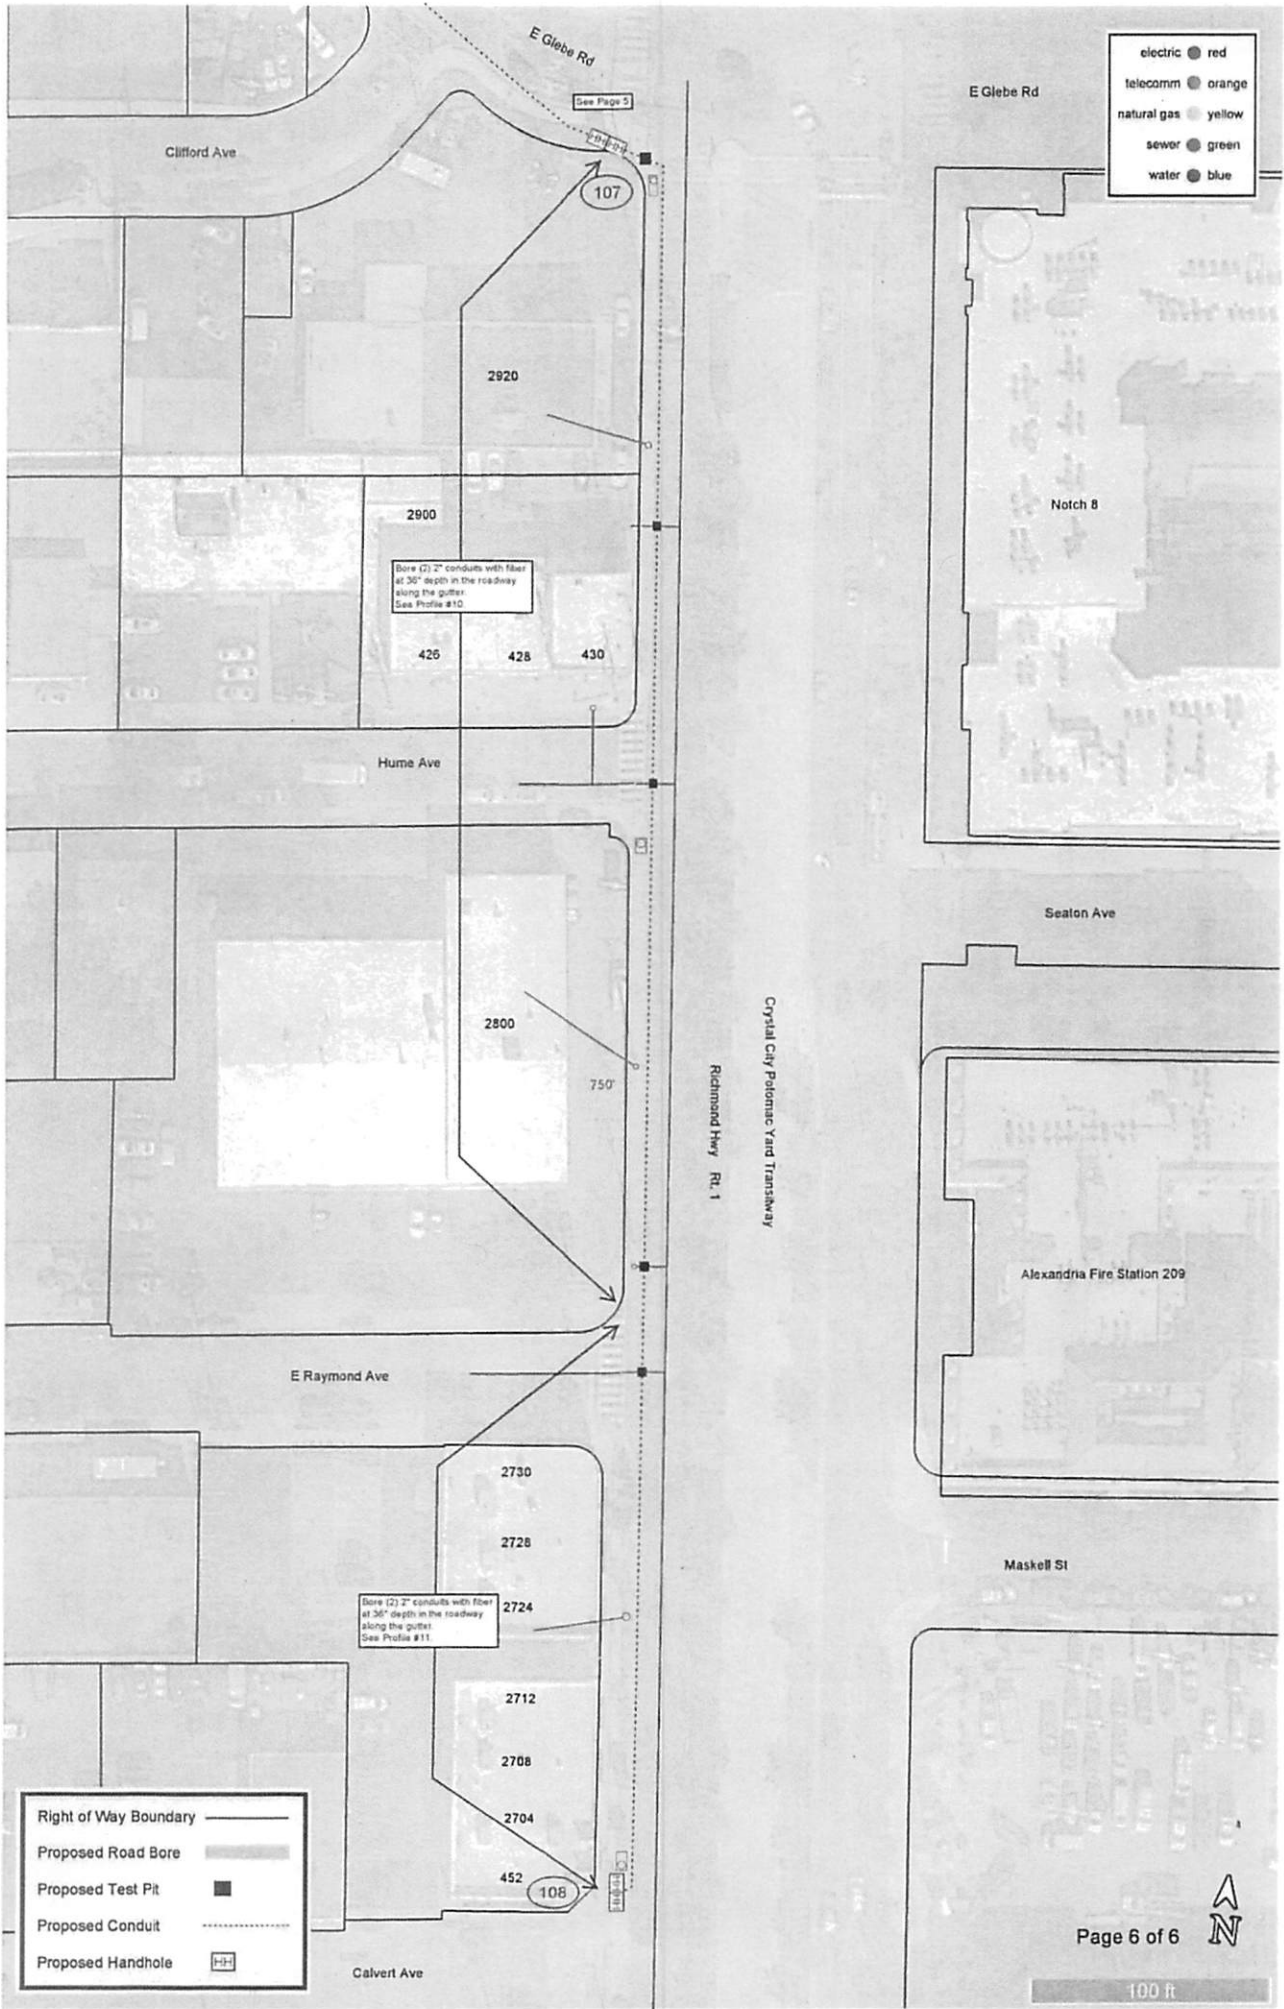 E Glebe Rd
E Glebe Rd
electric red
telecomm orange
natural gas yellow
sewer green
water blue
See Page 5
HH HH
Clifford Ave
107
2920
2900
Notch 8
Bore (2) 2" conduits with fiber
at 36" depth in the roadway
along the gutter.
See Profile #10.
426
428
430
Hume Ave
Seaton Ave
2800
750'
Crystal City Potomac Yard Transitway
Richmond Hwy Rt. 1
Alexandria Fire Station 209
E Raymond Ave
2730
2728
Maskell St
2724
Bore (2) 2" conduits with fiber
at 36" depth in the roadway
along the gutter.
See Profile #11.
2712
2708
2704
452
108
Right of Way Boundary
Proposed Road Bore
Proposed Test Pit
Proposed Conduit
Proposed Handhole HH
Calvert Ave
Page 6 of 6
N
100 ft